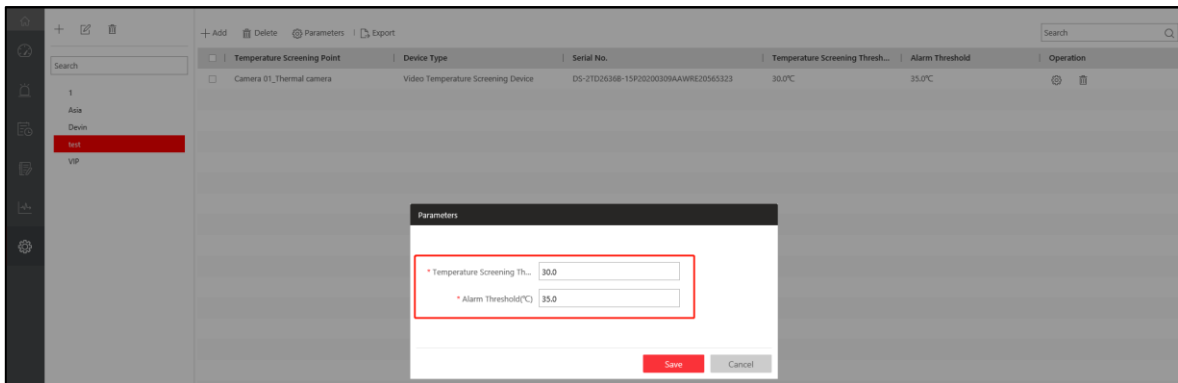 Add Delete Parameters Export Search
Search
Temperature Screening Point Device Type Serial No. Temperature Screening Thresh... Alarm Threshold Operation
Camera 01_Thermal camera Video Temperature Screening Device DS-2TD2636B-15P20200309AAWRE20565323 30.0℃ 35.0℃
1
Asia
Devin
test
VIP
Parameters
* Temperature Screening Th... 30.0
* Alarm Threshold(℃) 35.0
Save Cancel